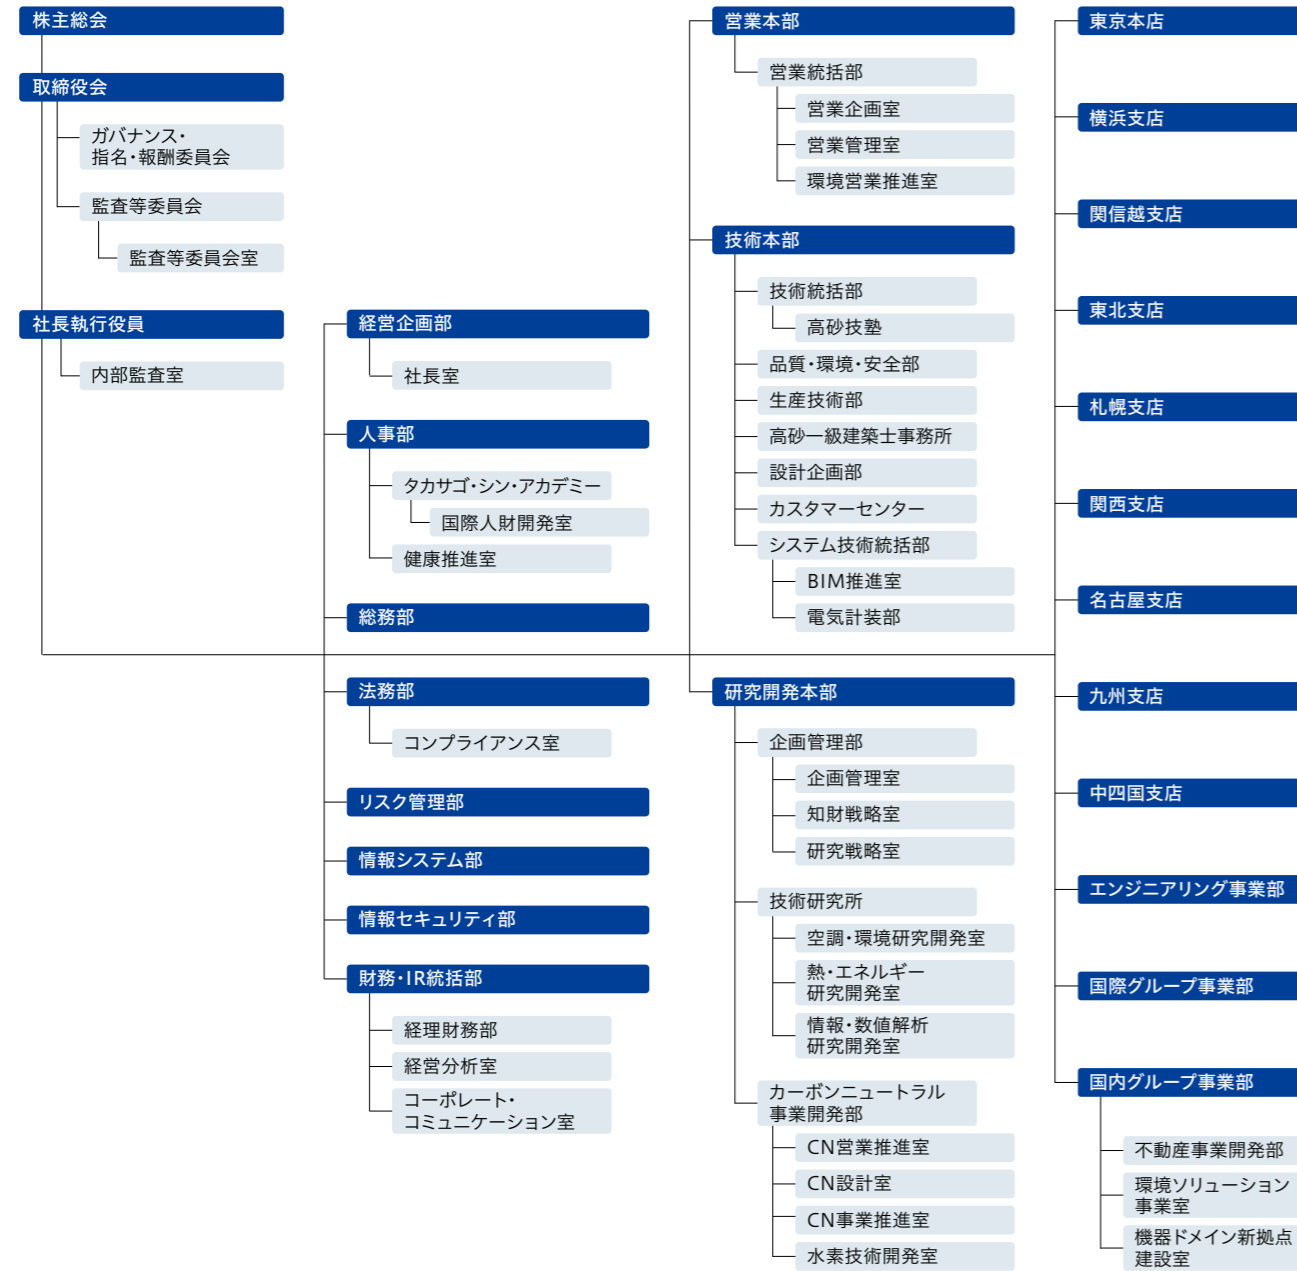 株主総会
取締役会
ガバナンス・
指名・報酬委員会
監査等委員会
監査等委員会室
社長執行役員
内部監査室
経営企画部
社長室
人事部
タカサゴ・シン・アカデミー
国際人財開発室
健康推進室
総務部
法務部
コンプライアンス室
リスク管理部
情報システム部
情報セキュリティ部
財務・IR統括部
経理財務部
経営分析室
コーポレート・
コミュニケーション室
営業本部
営業統括部
営業企画室
営業管理室
環境営業推進室
技術本部
技術統括部
高砂技塾
品質・環境・安全部
生産技術部
高砂一級建築士事務所
設計企画部
カスタマーセンター
システム技術統括部
BIM推進室
電気計装部
研究開発本部
企画管理部
企画管理室
知財戦略室
研究戦略室
技術研究所
空調・環境研究開発室
熱・エネルギー
研究開発室
情報・数値解析
研究開発室
カーボンニュートラル
事業開発部
CN営業推進室
CN設計室
CN事業推進室
水素技術開発室
東京本店
横浜支店
関信越支店
東北支店
札幌支店
関西支店
名古屋支店
九州支店
中四国支店
エンジニアリング事業部
国際グループ事業部
国内グループ事業部
不動産事業開発部
環境ソリューション
事業室
機器ドメイン新拠点
建設室